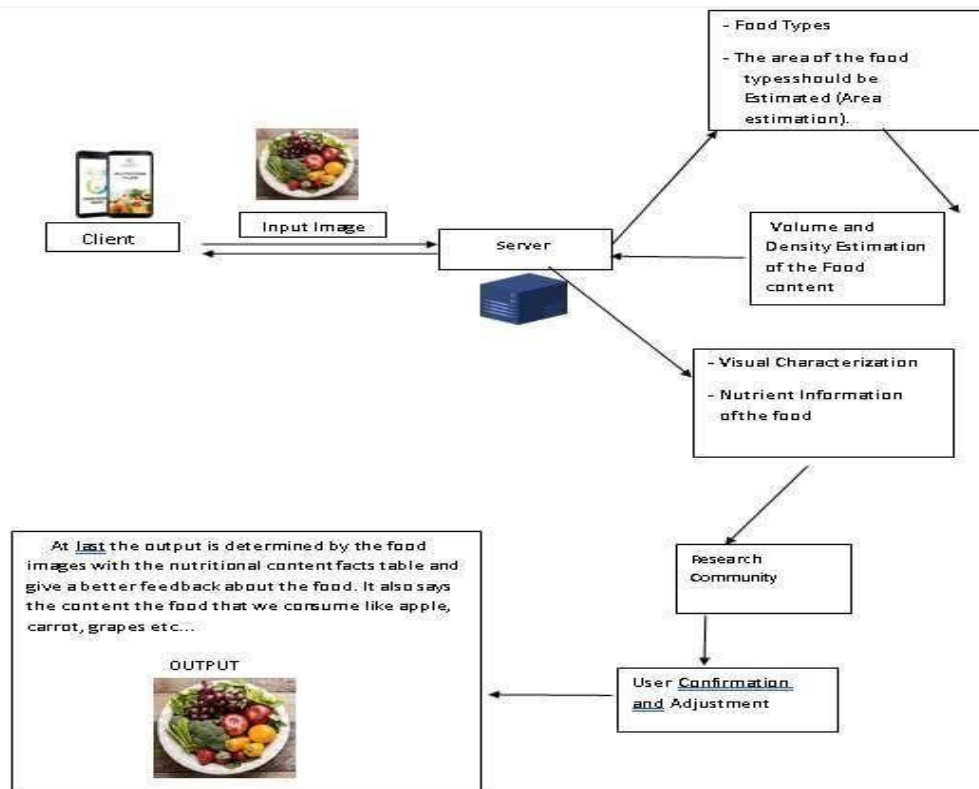 - Food Types
- The area of the food
typesshould be
Estimated (Area
estimation).
Client
Input Image
Server
Volume and
Density Estimation
of the Food
content
- Visual Characterization
- Nutrient Information
ofthe food
Research
Community
User Confirmation
and Adjustment
At last the output is determined by the food
images with the nutritional content facts table and
give a better feedback about the food. It also says
the content the food that we consume like apple,
carrot, grapes etc...
OUTPUT